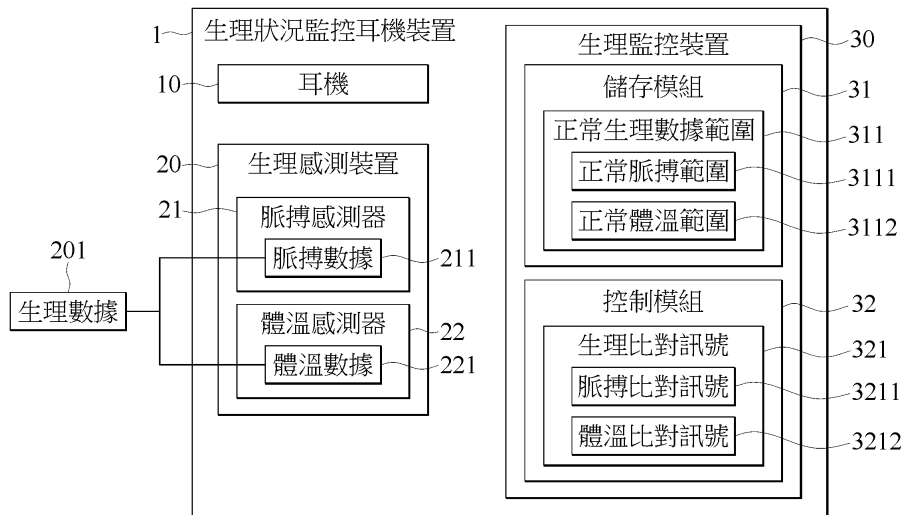 1
生理狀況監控耳機裝置
10
耳機
20
生理感測裝置
21
脈搏感測器
脈搏數據
211
201
生理數據
體溫感測器
22
體溫數據
221
生理監控裝置
30
儲存模組
31
正常生理數據範圍
311
正常脈搏範圍
3111
正常體溫範圍
3112
控制模組
32
生理比對訊號
321
脈搏比對訊號
3211
體溫比對訊號
3212